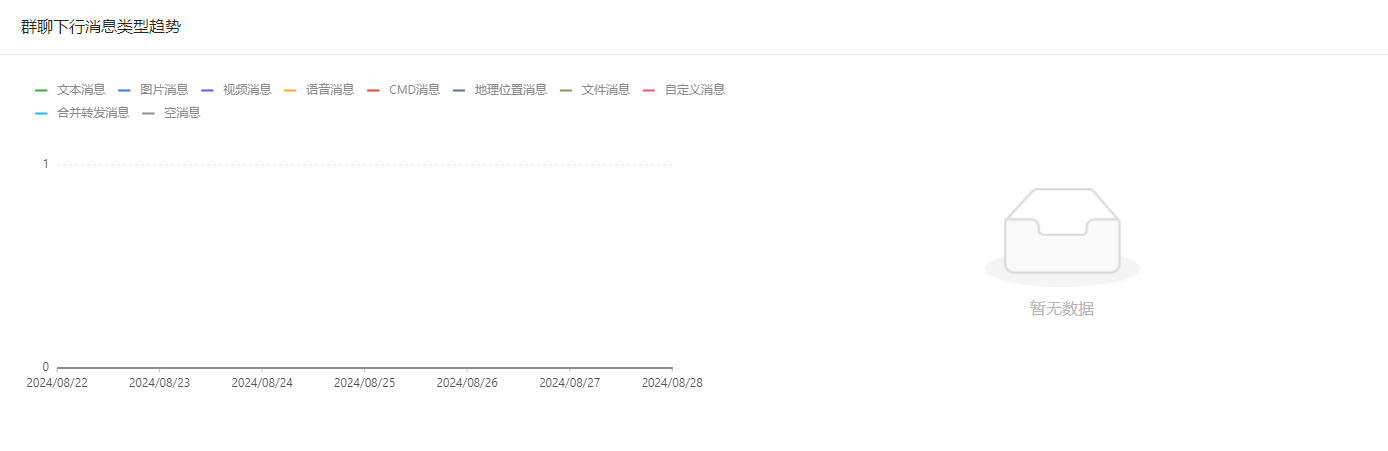 群聊下行消息类型趋势
文本消息 图片消息 视频消息 语音消息 CMD消息 地理位置消息 文件消息 自定义消息
合并转发消息 空消息
1
暂无数据
0
2024/08/22 2024/08/23 2024/08/24 2024/08/25 2024/08/26 2024/08/27 2024/08/28